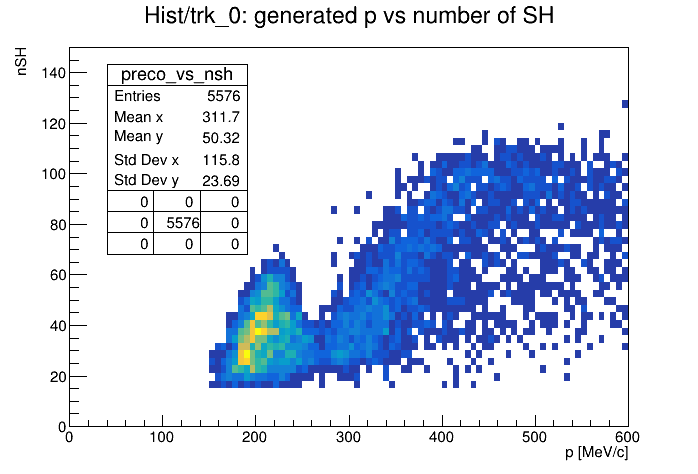 Hist/trk_0: generated p vs number of SH
nSH
preco_vs_nsh
Entries 5576
Mean x 311.7
Mean y 50.32
Std Dev x 115.8
Std Dev y 23.69
0 0 0
0 5576 0
0 0 0
140
120
100
80
60
40
20
0
0 100 200 300 400 500 600
p [MeV/c]